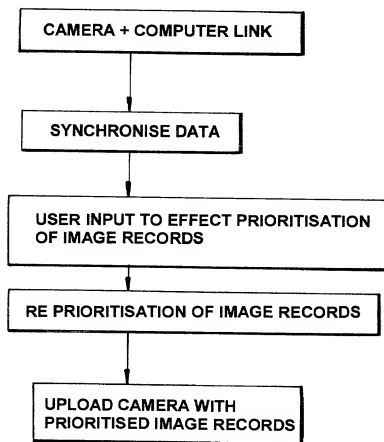 CAMERA + COMPUTER LINK
SYNCHRONISE DATA
USER INPUT TO EFFECT PRIORITISATION
OF IMAGE RECORDS
RE PRIORITISATION OF IMAGE RECORDS
UPLOAD CAMERA WITH
PRIORITISED IMAGE RECORDS